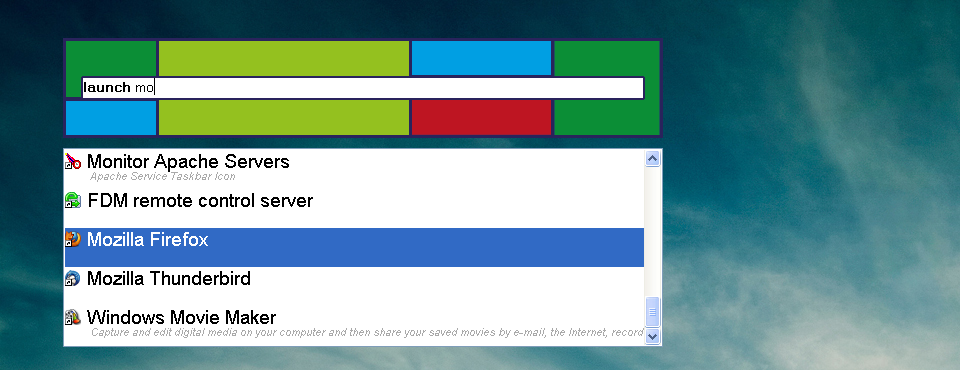 launch mo
Monitor Apache Servers
Apache Service Taskbar Icon
FDM remote control server
Mozilla Firefox
Mozilla Thunderbird
Windows Movie Maker
Capture and edit digital media on your computer and then share your saved movies by e-mail, the Internet, record